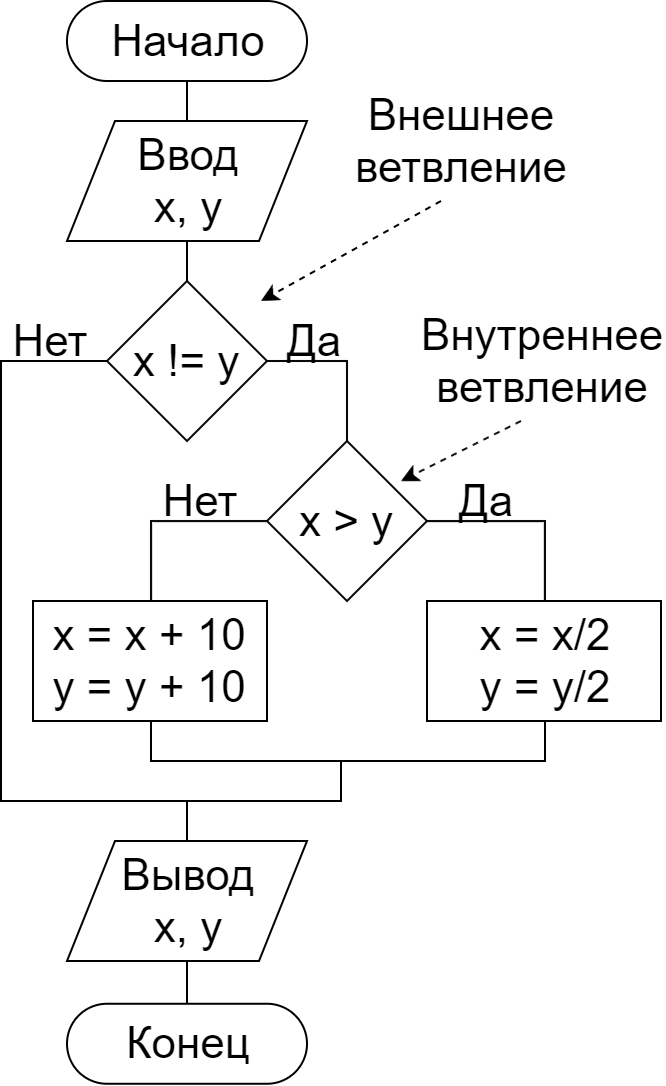 Начало
Ввод
x, y
Внешнее
ветвление
Нет
x != y
Да
Внутреннее
ветвление
Нет
x > y
Да
x = x + 10
y = y + 10
x = x/2
y = y/2
Вывод
x, y
Конец